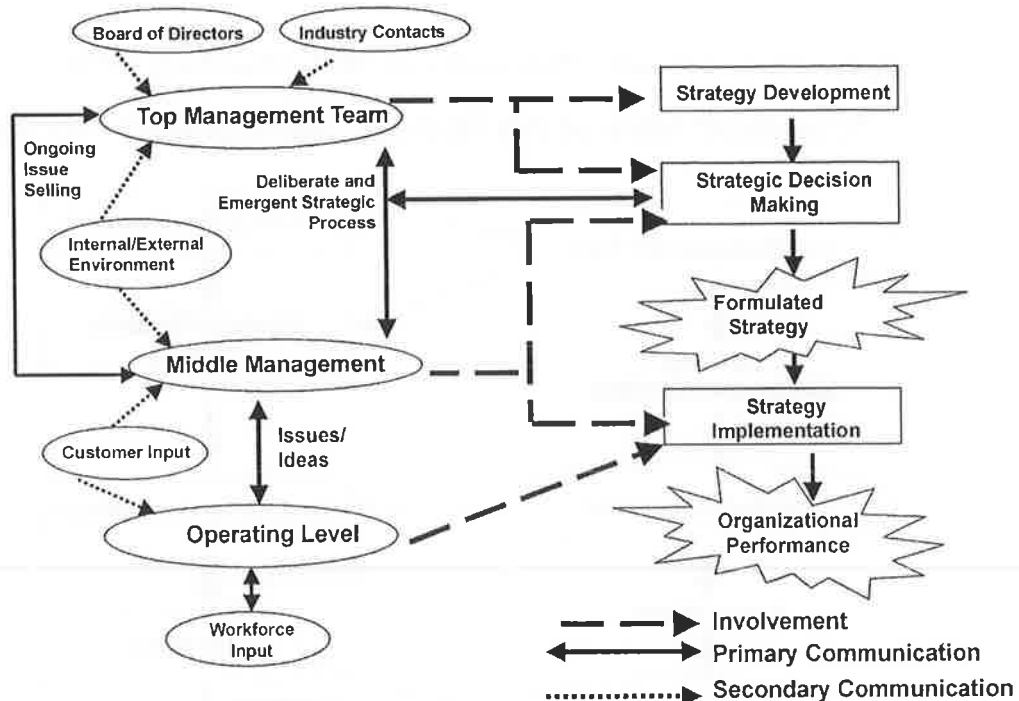 Board of Directors
Industry Contacts
Top Management Team
Strategy Development
Ongoing
Issue
Selling
Deliberate and
Emergent Strategic
Process
Strategic Decision
Making
Internal/External
Environment
Formulated
Strategy
Middle Management
Strategy
Implementation
Customer Input
Issues/
Ideas
Operating Level
Organizational
Performance
Workforce
Input
Involvement
Primary Communication
Secondary Communication